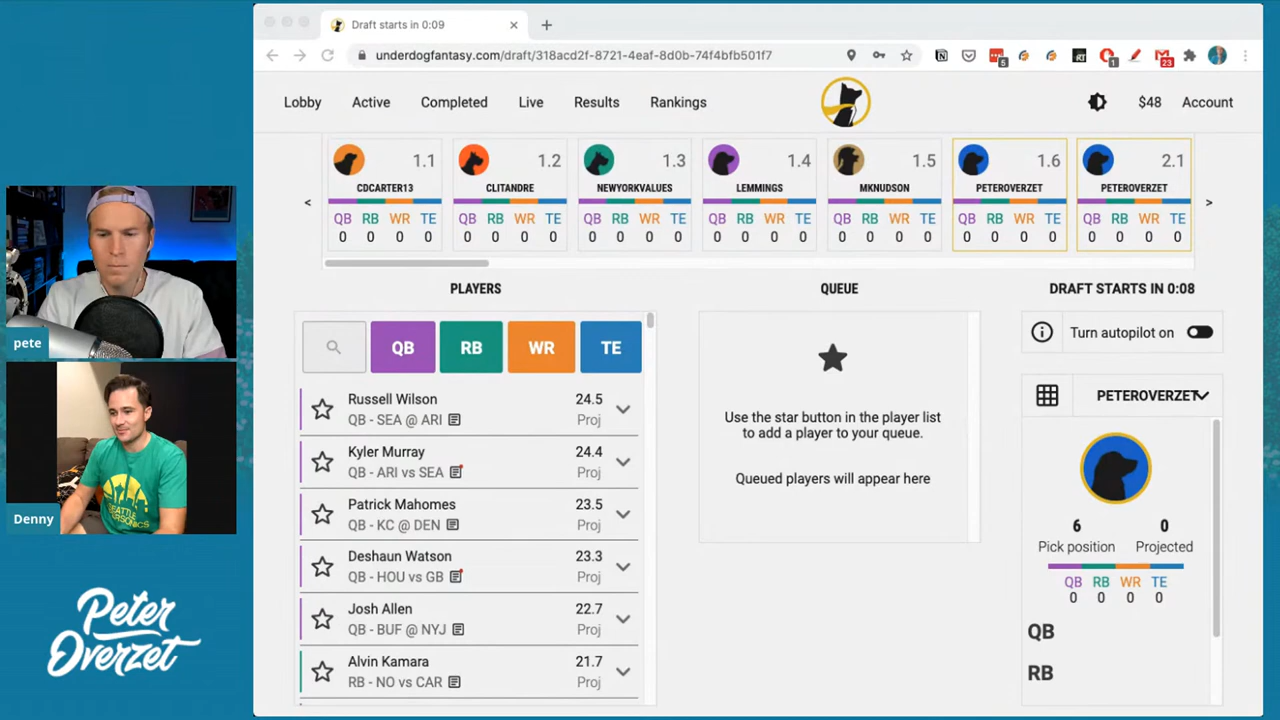 Draft starts in 0:09
underdogfantasy.com/draft/318acd2f-8721-4eaf-8d0b-74f4bfb501f7
5
1
23
Lobby Active Completed Live Results Rankings $48 Account
1.1 1.2 1.3 1.4 1.5 1.6 2.1
CDCARTER13 CLITANDRE NEWYORKVALUES LEMMINGS MKNUDSON PETEROVERZET PETEROVERZET
QB RB WR TE QB RB WR TE QB RB WR TE QB RB WR TE QB RB WR TE QB RB WR TE QB RB WR TE
0 0 0 0 0 0 0 0 0 0 0 0 0 0 0 0 0 0 0 0 0 0 0 0 0 0 0 0
< >
PLAYERS
QB RB WR TE
Russell Wilson 24.5
QB - SEA @ ARI Proj
Kyler Murray 24.4
QB - ARI vs SEA Proj
Patrick Mahomes 23.5
QB - KC @ DEN Proj
Deshaun Watson 23.3
QB - HOU vs GB Proj
Josh Allen 22.7
QB - BUF @ NYJ Proj
Alvin Kamara 21.7
RB - NO vs CAR Proj
QUEUE
Use the star button in the player list
to add a player to your queue.
Queued players will appear here
DRAFT STARTS IN 0:08
Turn autopilot on
PETEROVERZET
6 0
Pick position Projected
QB RB WR TE
0 0 0 0
QB
RB
pete
Denny
SEATTLE
SUPERSONICS
Peter
Overzet